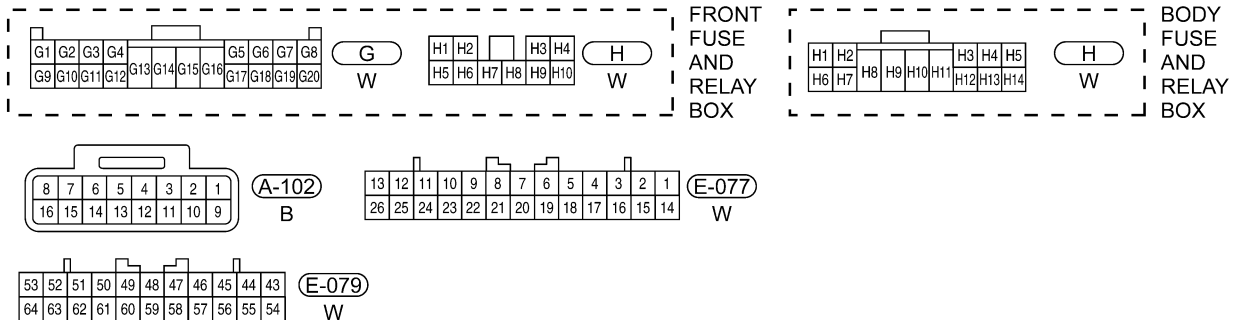 FRONT
FUSE
AND
RELAY
BOX
G1 G2 G3 G4 G13 G14 G15 G16 G5 G6 G7 G8
G9 G10 G11 G12 G17 G18 G19 G20
G
W
H1 H2 H3 H4
H5 H6 H7 H8 H9 H10
H
W
BODY
FUSE
AND
RELAY
BOX
H1 H2 H8 H9 H10 H11 H3 H4 H5
H6 H7 H12 H13 H14
H
W
8 7 6 5 4 3 2 1
16 15 14 13 12 11 10 9
A-102
B
13 12 11 10 9 8 7 6 5 4 3 2 1
26 25 24 23 22 21 20 19 18 17 16 15 14
E-077
W
53 52 51 50 49 48 47 46 45 44 43
64 63 62 61 60 59 58 57 56 55 54
E-079
W